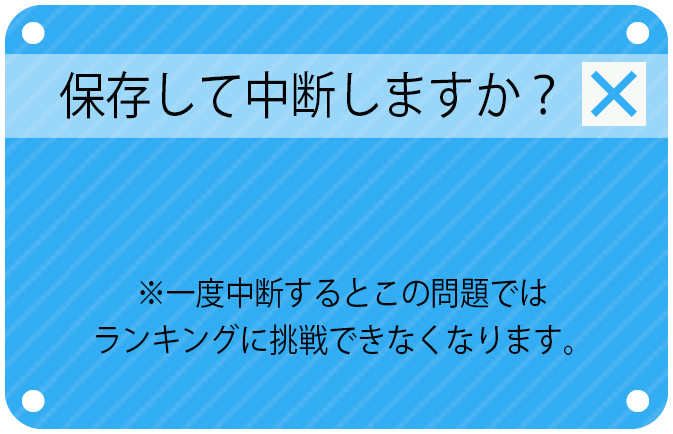 保存して中断しますか？
※一度中断するとこの問題では
ランキングに挑戦できなくなります。